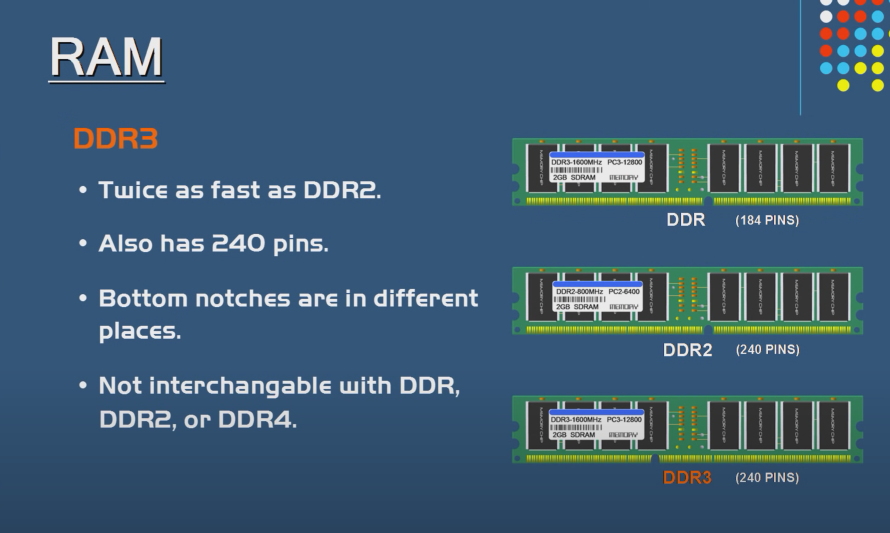 RAM
DDR3
• Twice as fast as DDR2.
• Also has 240 pins.
• Bottom notches are in different
places.
• Not interchangable with DDR,
DDR2, or DDR4.
DDR3-1600MHz PC3-12800
2GB SDRAM MEMORY
DDR (184 PINS)
DDR2-800MHz PC2-6400
2GB SDRAM MEMORY
DDR2 (240 PINS)
DDR3-1600MHz PC3-12800
2GB SDRAM MEMORY
DDR3 (240 PINS)